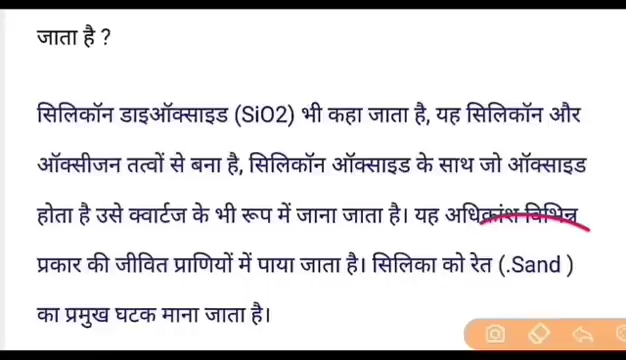 जाता है ?
सिलिकॉन डाइऑक्साइड (SiO2) भी कहा जाता है, यह सिलिकॉन और
ऑक्सीजन तत्वों से बना है, सिलिकॉन ऑक्साइड के साथ जो ऑक्साइड
होता है उसे क्वार्टज के भी रूप में जाना जाता है। यह अधिकांश विभिन्न
प्रकार की जीवित प्राणियों में पाया जाता है। सिलिका को रेत (.Sand )
का प्रमुख घटक माना जाता है।